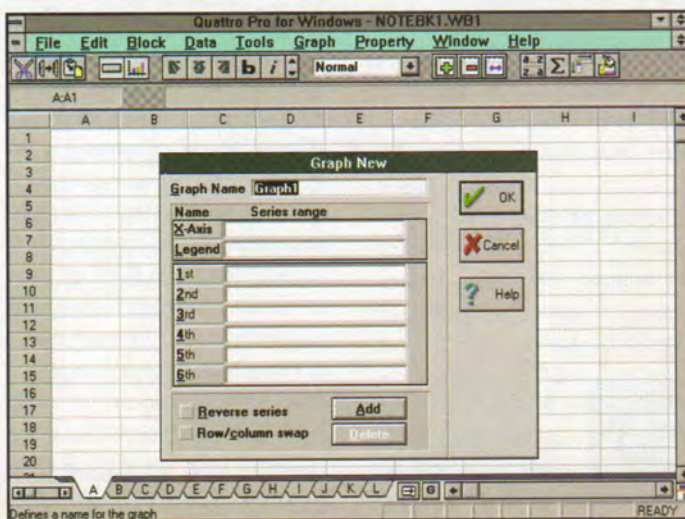 Quattro Pro for Windows - NOTEBK1.WB1
File Edit Block Data Tools Graph Property Window Help
b i Normal a..z z..a Σ
A:A1
A B C D E F G H I
1
2
3
4
5
6
7
8
9
10
11
12
13
14
15
16
17
18
19
20
Graph New
Graph Name Graph1
Name Series range
X-Axis
Legend
1st
2nd
3rd
4th
5th
6th
Reverse series
Row/column swap
Add
Delete
OK
Cancel
? Help
A B C D E F G H I J K L G
Defines a name for the graph READY